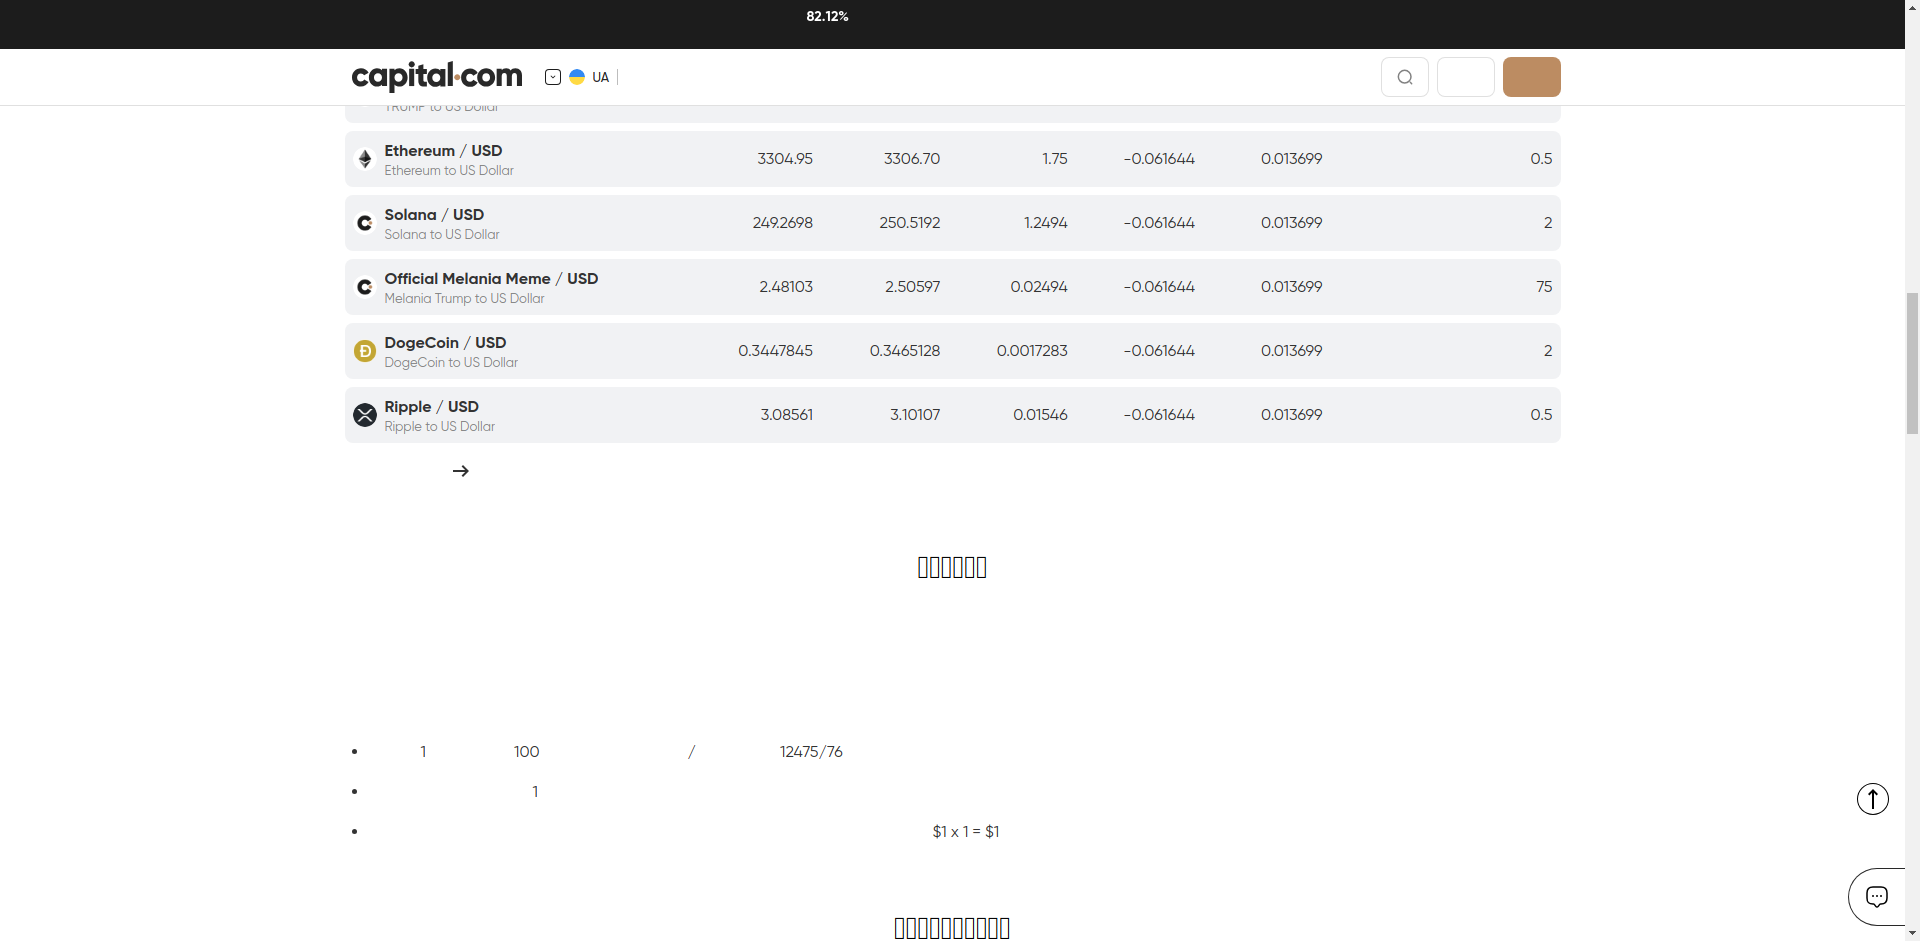 82.12%
capital.com UA
TRUMP to US Dollar
Ethereum / USD 3304.95 3306.70 1.75 -0.061644 0.013699 0.5
Ethereum to US Dollar
Solana / USD 249.2698 250.5192 1.2494 -0.061644 0.013699 2
Solana to US Dollar
Official Melania Meme / USD 2.48103 2.50597 0.02494 -0.061644 0.013699 75
Melania Trump to US Dollar
DogeCoin / USD 0.3447845 0.3465128 0.0017283 -0.061644 0.013699 2
DogeCoin to US Dollar
Ripple / USD 3.08561 3.10107 0.01546 -0.061644 0.013699 0.5
Ripple to US Dollar
1 100 / 12475/76
1
$1 x 1 = $1